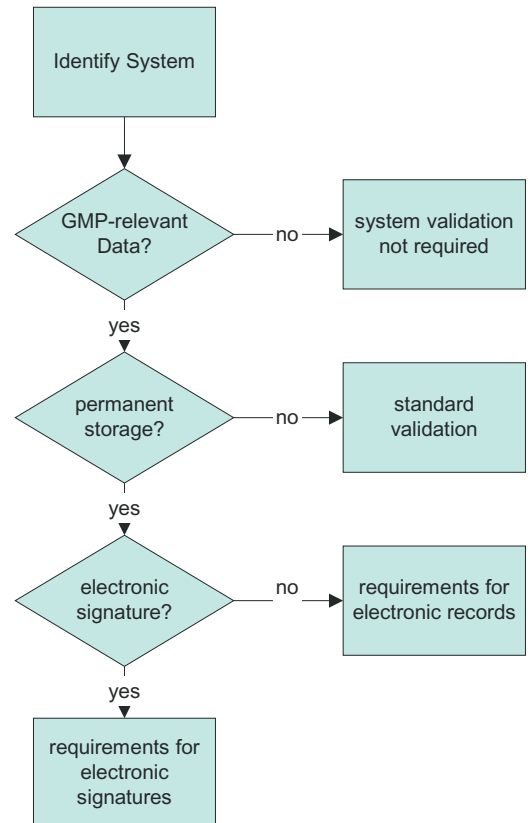 Identify System
GMP-relevant
Data?
no
system validation
not required
yes
permanent
storage?
no
standard
validation
yes
electronic
signature?
no
requirements for
electronic records
yes
requirements for
electronic
signatures